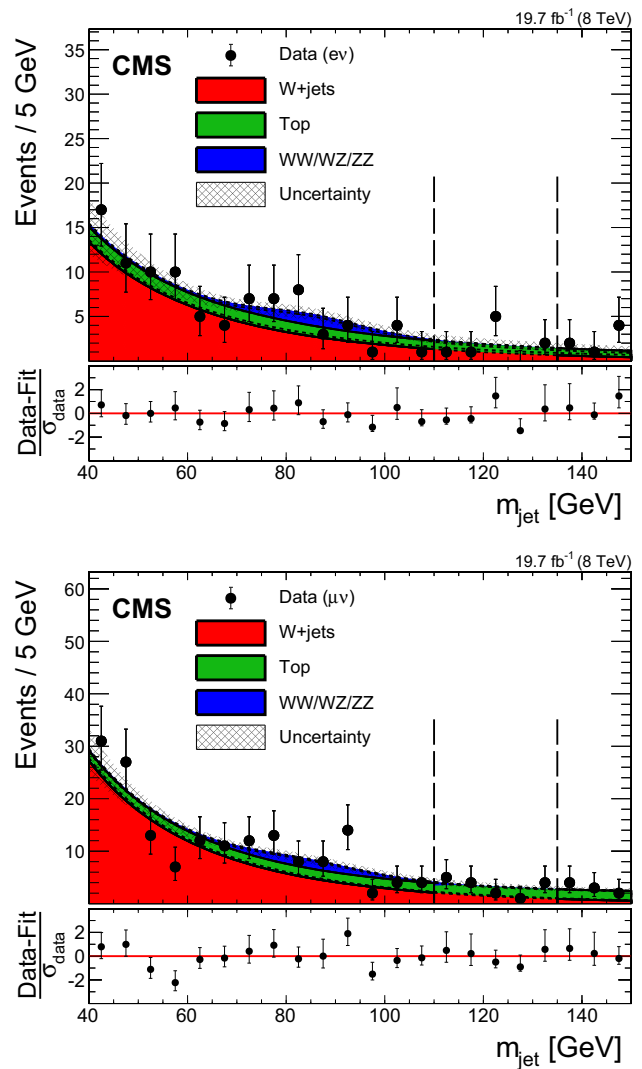 19.7 fb⁻¹ (8 TeV)
CMS
Data (eν)
W+jets
Top
WW/WZ/ZZ
Uncertainty
Events / 5 GeV
35
30
25
20
15
10
5
Data-Fit
σdata
2
0
-2
40 60 80 100 120 140
mjet [GeV]
19.7 fb⁻¹ (8 TeV)
CMS
Data (μν)
W+jets
Top
WW/WZ/ZZ
Uncertainty
Events / 5 GeV
60
50
40
30
20
10
Data-Fit
σdata
2
0
-2
40 60 80 100 120 140
mjet [GeV]